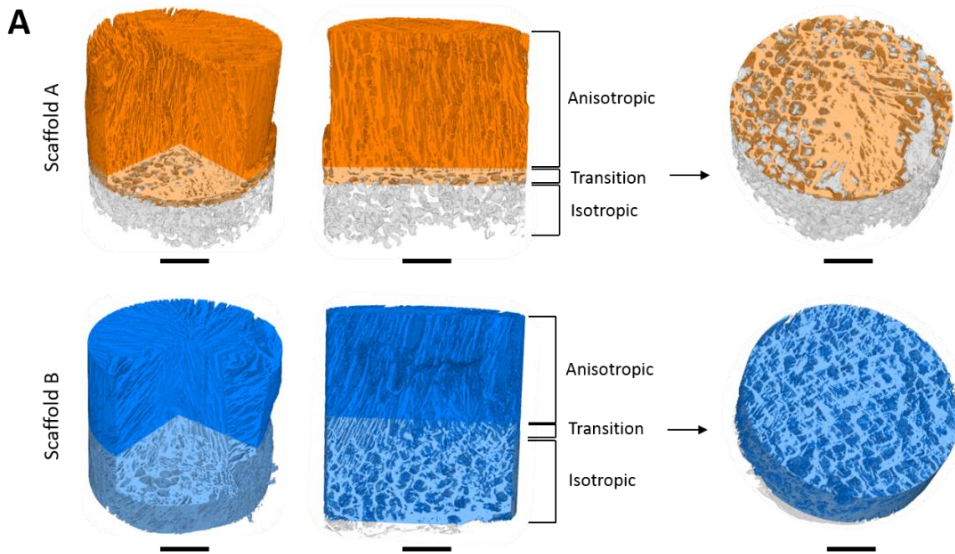 A
Scaffold A
Anisotropic
Transition
Isotropic
Scaffold B
Anisotropic
Transition
Isotropic